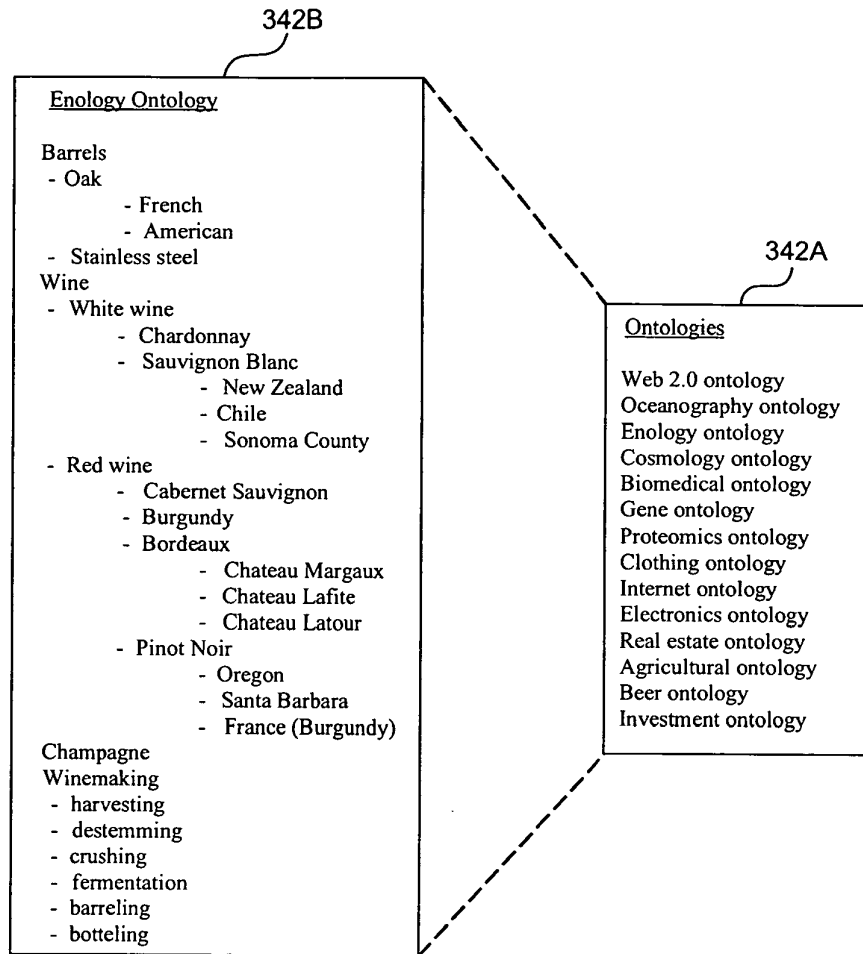 342B
Enology Ontology
Barrels
- Oak
- French
- American
- Stainless steel
Wine
- White wine
- Chardonnay
- Sauvignon Blanc
- New Zealand
- Chile
- Sonoma County
- Red wine
- Cabernet Sauvignon
- Burgundy
- Bordeaux
- Chateau Margaux
- Chateau Lafite
- Chateau Latour
- Pinot Noir
- Oregon
- Santa Barbara
- France (Burgundy)
Champagne
Winemaking
- harvesting
- destemming
- crushing
- fermentation
- barreling
- botteling
342A
Ontologies
Web 2.0 ontology
Oceanography ontology
Enology ontology
Cosmology ontology
Biomedical ontology
Gene ontology
Proteomics ontology
Clothing ontology
Internet ontology
Electronics ontology
Real estate ontology
Agricultural ontology
Beer ontology
Investment ontology